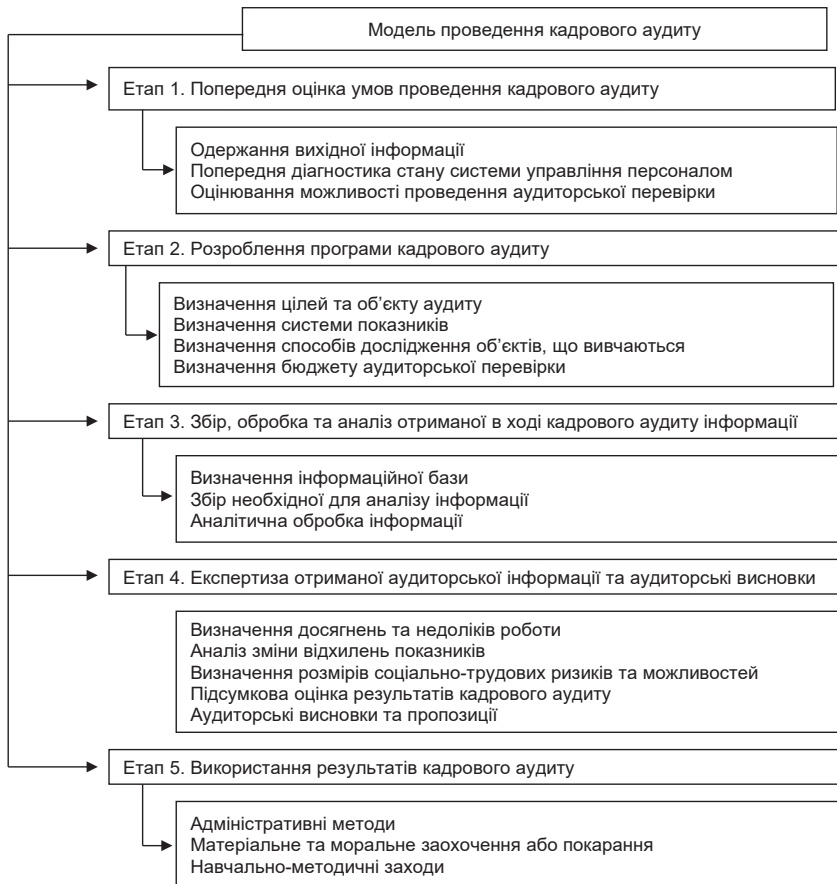 Модель проведення кадрового аудиту
Етап 1. Попередня оцінка умов проведення кадрового аудиту
Одержання вихідної інформації
Попередня діагностика стану системи управління персоналом
Оцінювання можливості проведення аудиторської перевірки
Етап 2. Розроблення програми кадрового аудиту
Визначення цілей та об’єкту аудиту
Визначення системи показників
Визначення способів дослідження об’єктів, що вивчаються
Визначення бюджету аудиторської перевірки
Етап 3. Збір, обробка та аналіз отриманої в ході кадрового аудиту інформації
Визначення інформаційної бази
Збір необхідної для аналізу інформації
Аналітична обробка інформації
Етап 4. Експертиза отриманої аудиторської інформації та аудиторські висновки
Визначення досягнень та недоліків роботи
Аналіз зміни відхилень показників
Визначення розмірів соціально-трудових ризиків та можливостей
Підсумкова оцінка результатів кадрового аудиту
Аудиторські висновки та пропозиції
Етап 5. Використання результатів кадрового аудиту
Адміністративні методи
Матеріальне та моральне заохочення або покарання
Навчально-методичні заходи